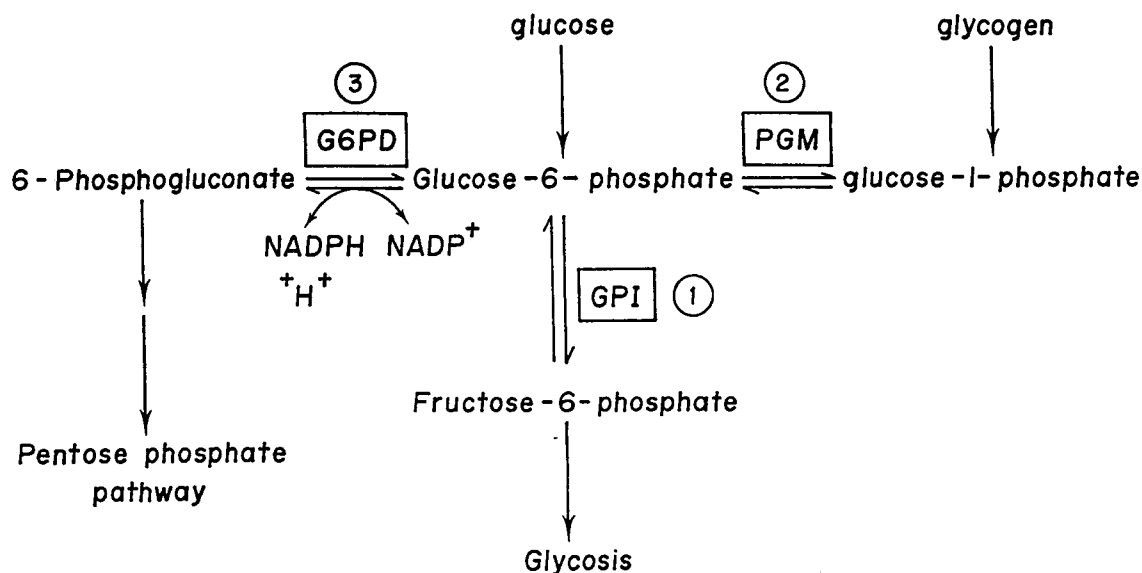 glucose
glycogen
3
2
G6PD
PGM
6 - Phosphogluconate
Glucose - 6 - phosphate
glucose - 1 - phosphate
NADPH
NADP+
+H+
GPI
1
Fructose - 6 - phosphate
Pentose phosphate
pathway
Glycosis